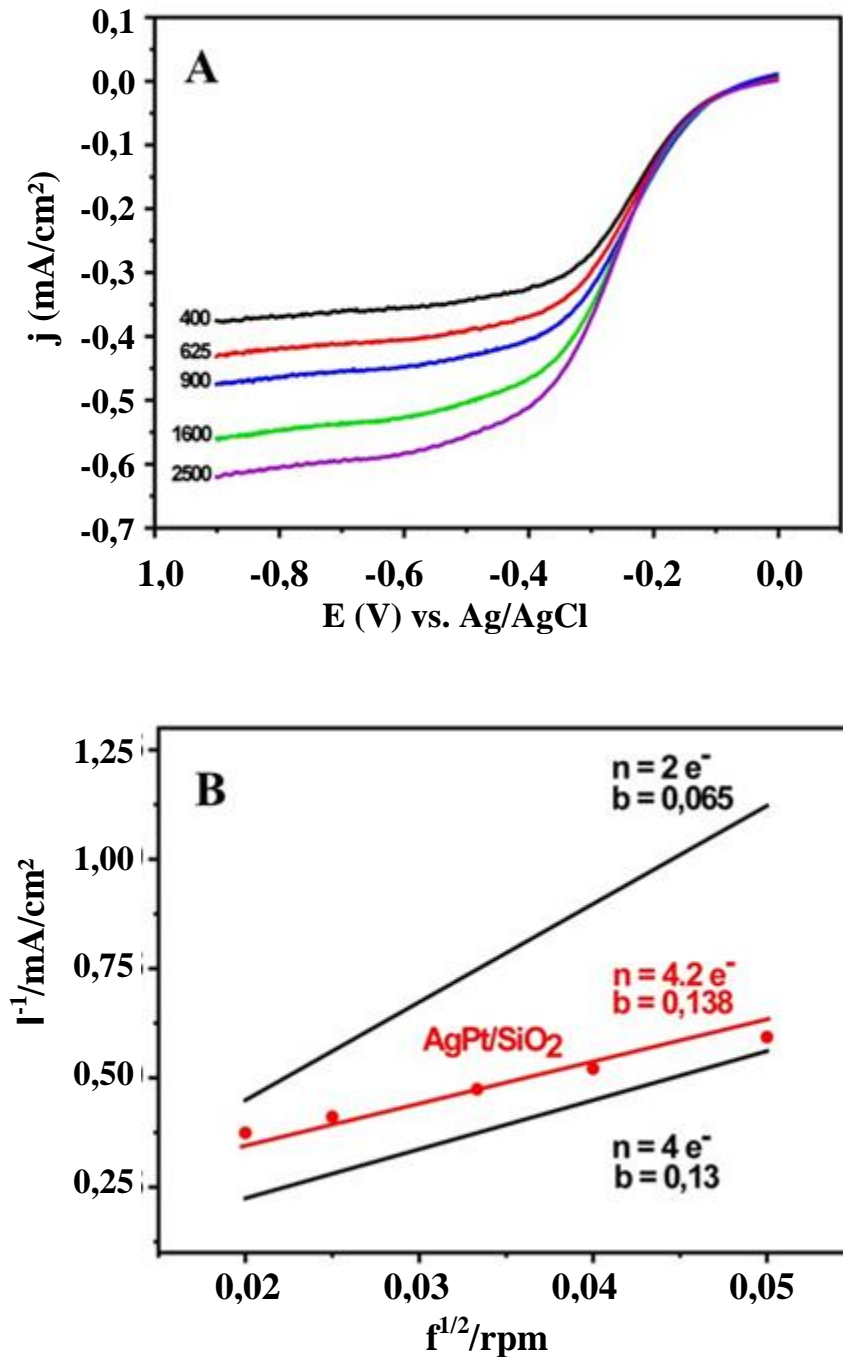 A
0,1
0,0
-0,1
-0,2
-0,3
-0,4
-0,5
-0,6
-0,7
j (mA/cm²)
400
625
900
1600
2500
1,0 -0,8 -0,6 -0,4 -0,2 0,0
E (V) vs. Ag/AgCl
B
1,25
1,00
0,75
0,50
0,25
I⁻¹/mA/cm²
n = 2 e⁻
b = 0,065
n = 4.2 e⁻
b = 0,138
AgPt/SiO₂
n = 4 e⁻
b = 0,13
0,02 0,03 0,04 0,05
f¹/²/rpm